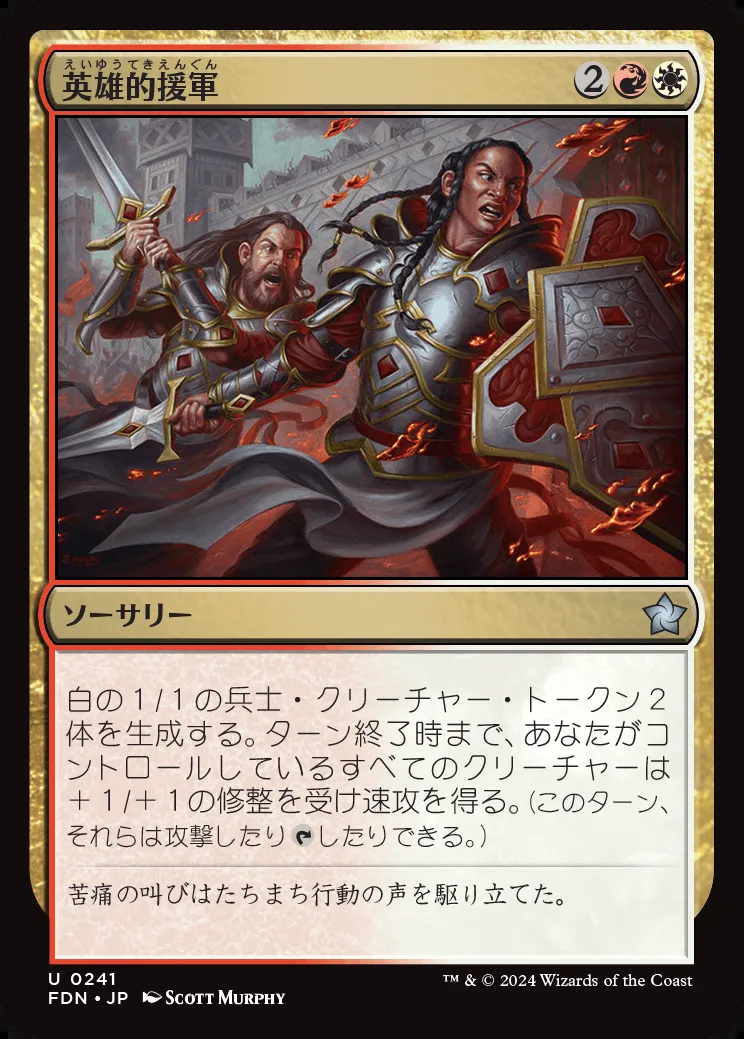 えいゆうてきえんぐん
英雄的援軍
2
ソーサリー
白の１/１の兵士・クリーチャー・トークン２
体を生成する。ターン終了時まで、あなたがコ
ントロールしているすべてのクリーチャーは
＋１/＋１の修整を受け速攻を得る。（このターン、
それらは攻撃したりしたりできる。）
苦痛の叫びはたちまち行動の声を駆り立てた。
U 0241
FDN • JP SCOTT MURPHY
™ & © 2024 Wizards of the Coast